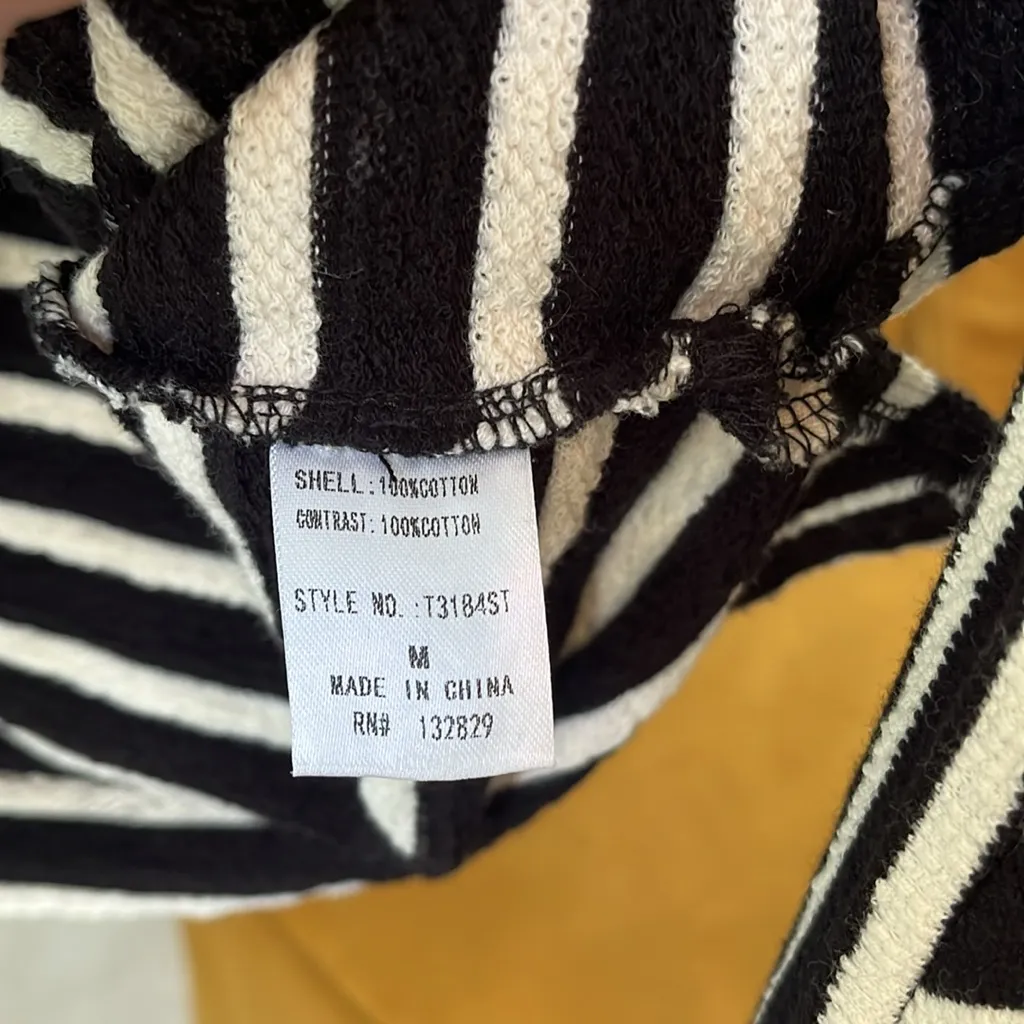 SHELL:100%COTTON
CONTRAST:100%COTTON
STYLE NO.:T3184ST
M
MADE IN CHINA
RN# 132829